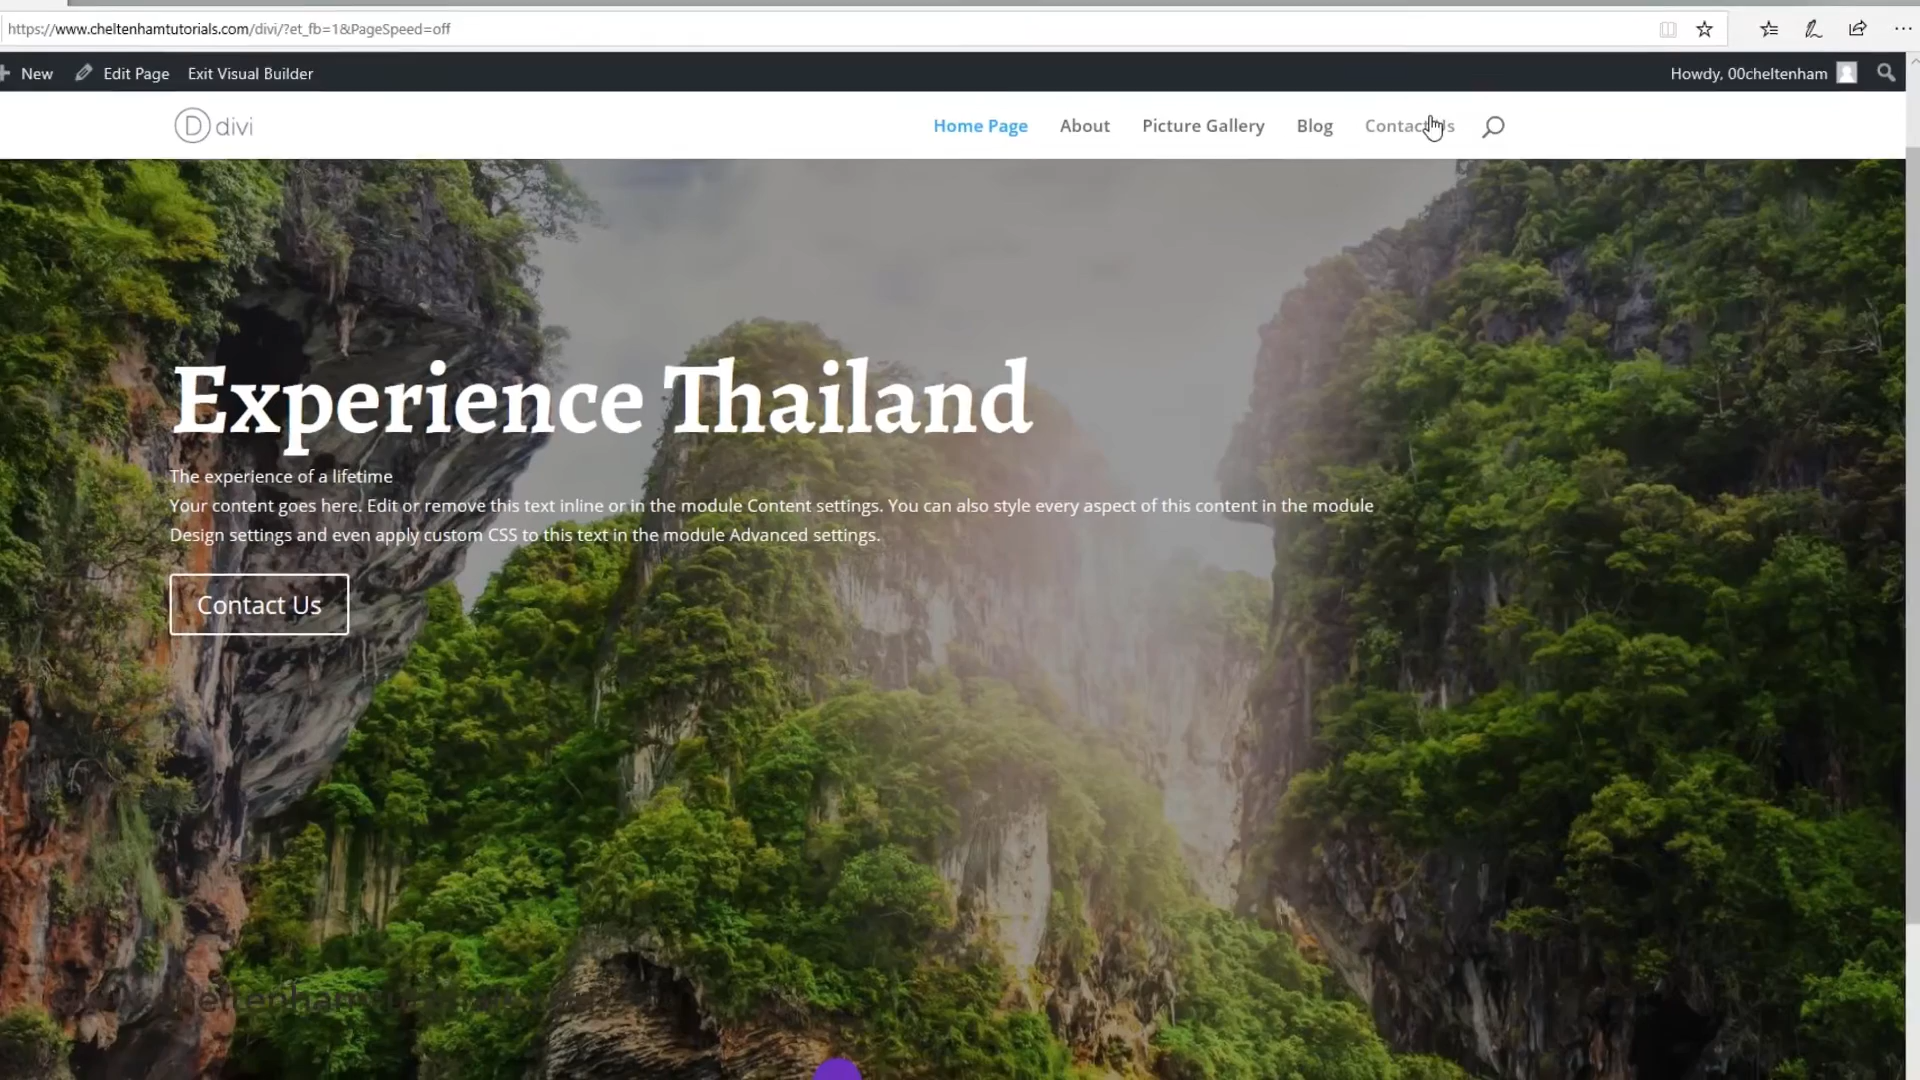 https://www.cheltenhamtutorials.com/divi/?et_fb=1&PageSpeed=off
New Edit Page Exit Visual Builder Howdy, 00cheltenham
D divi Home Page About Picture Gallery Blog Contact Us
Experience Thailand
The experience of a lifetime
Your content goes here. Edit or remove this text inline or in the module Content settings. You can also style every aspect of this content in the module
Design settings and even apply custom CSS to this text in the module Advanced settings.
Contact Us